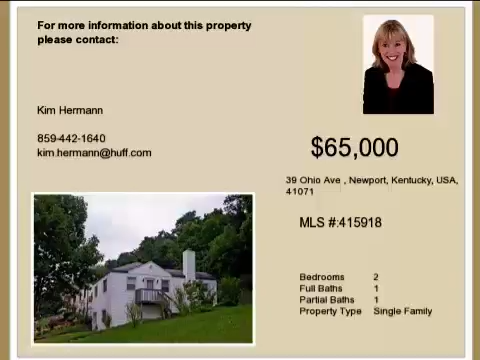 For more information about this property
please contact:
Kim Hermann
859-442-1640
kim.hermann@huff.com
$65,000
39 Ohio Ave , Newport, Kentucky, USA,
41071
MLS #:415918
Bedrooms 2
Full Baths 1
Partial Baths 1
Property Type Single Family